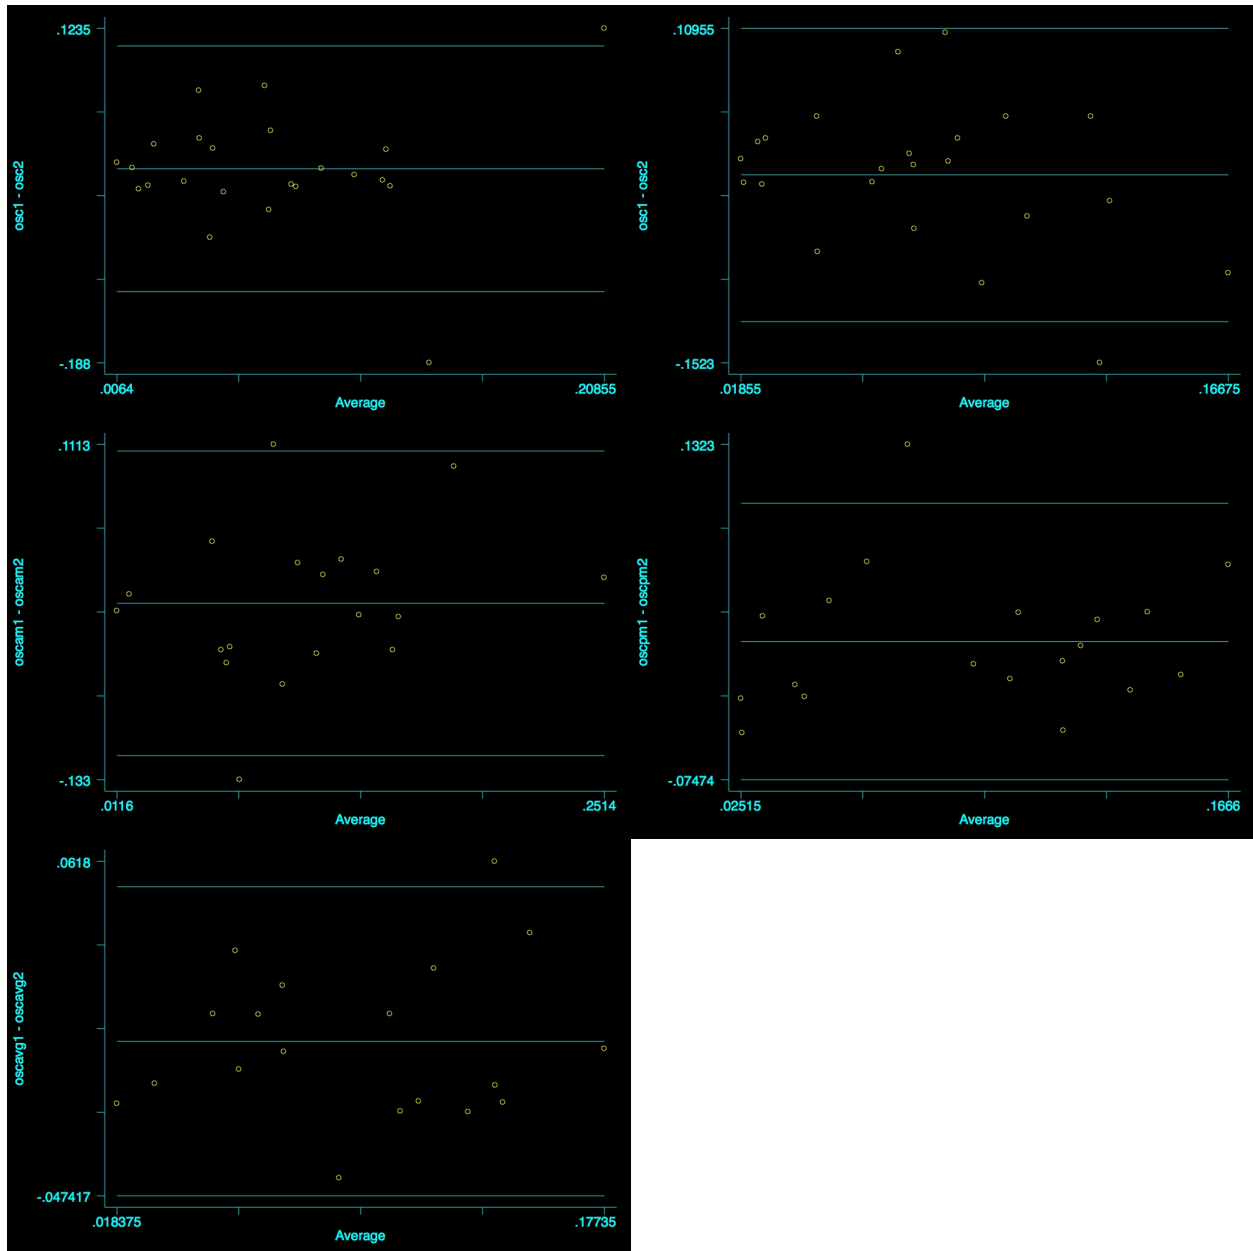 .1235
osc1 - osc2
-.188
.0064
.20855
Average
.10955
osc1 - osc2
-.1523
.01855
.16675
Average
.1113
oscam1 - oscam2
-.133
.0116
.2514
Average
.1323
oscpm1 - oscpm2
-.07474
.02515
.1666
Average
.0618
oscavg1 - oscavg2
-.047417
.018375
.17735
Average